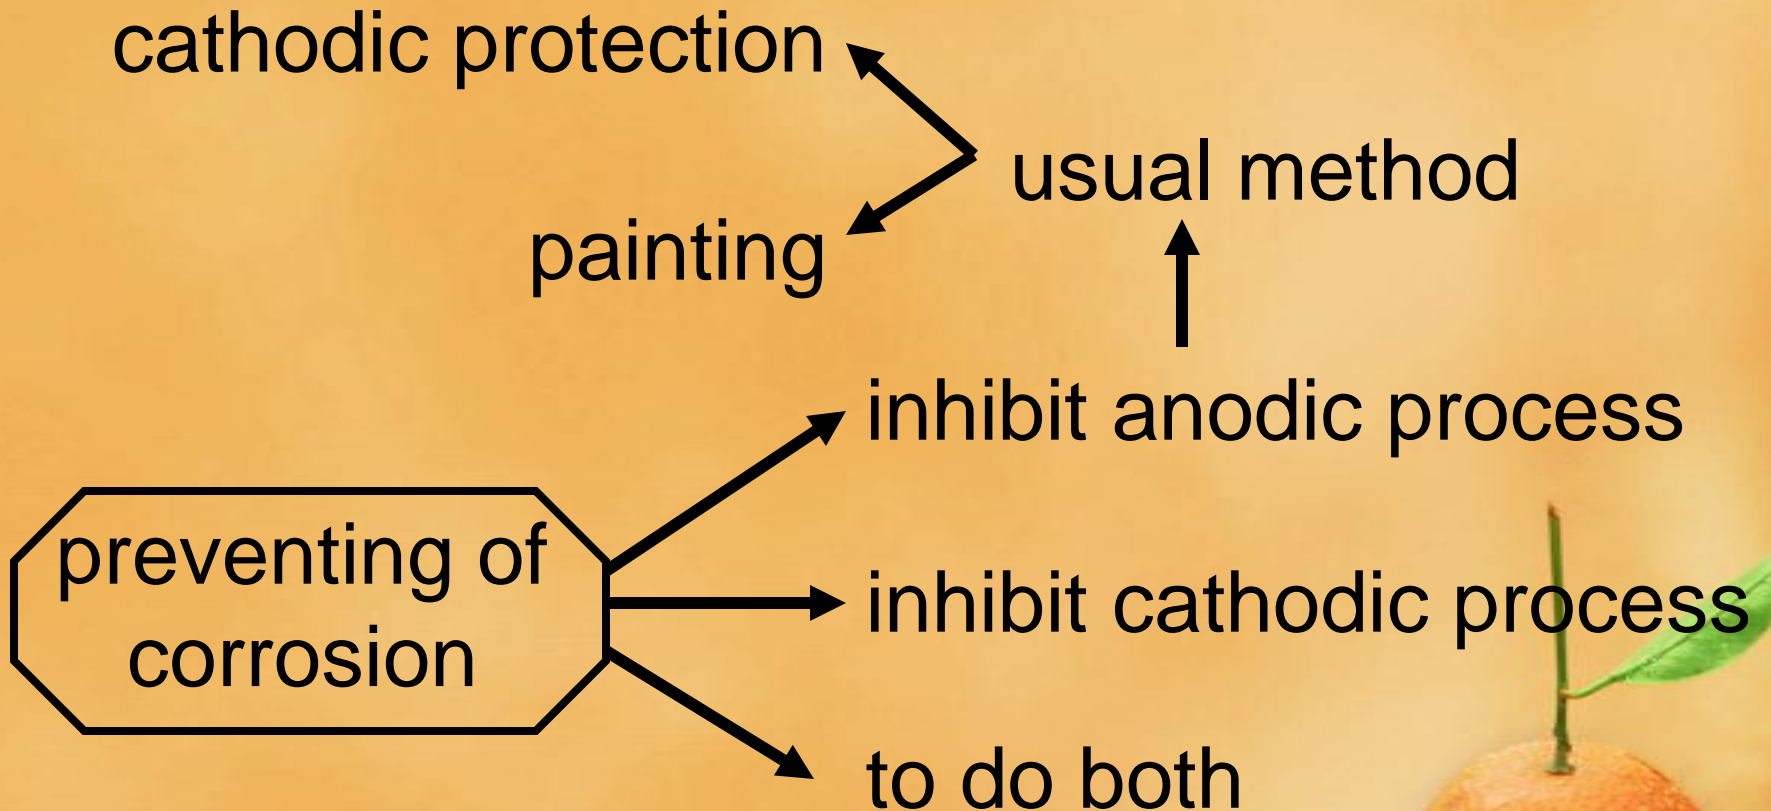 cathodic protection
usual method
painting
inhibit anodic process
preventing of
corrosion
inhibit cathodic process
to do both